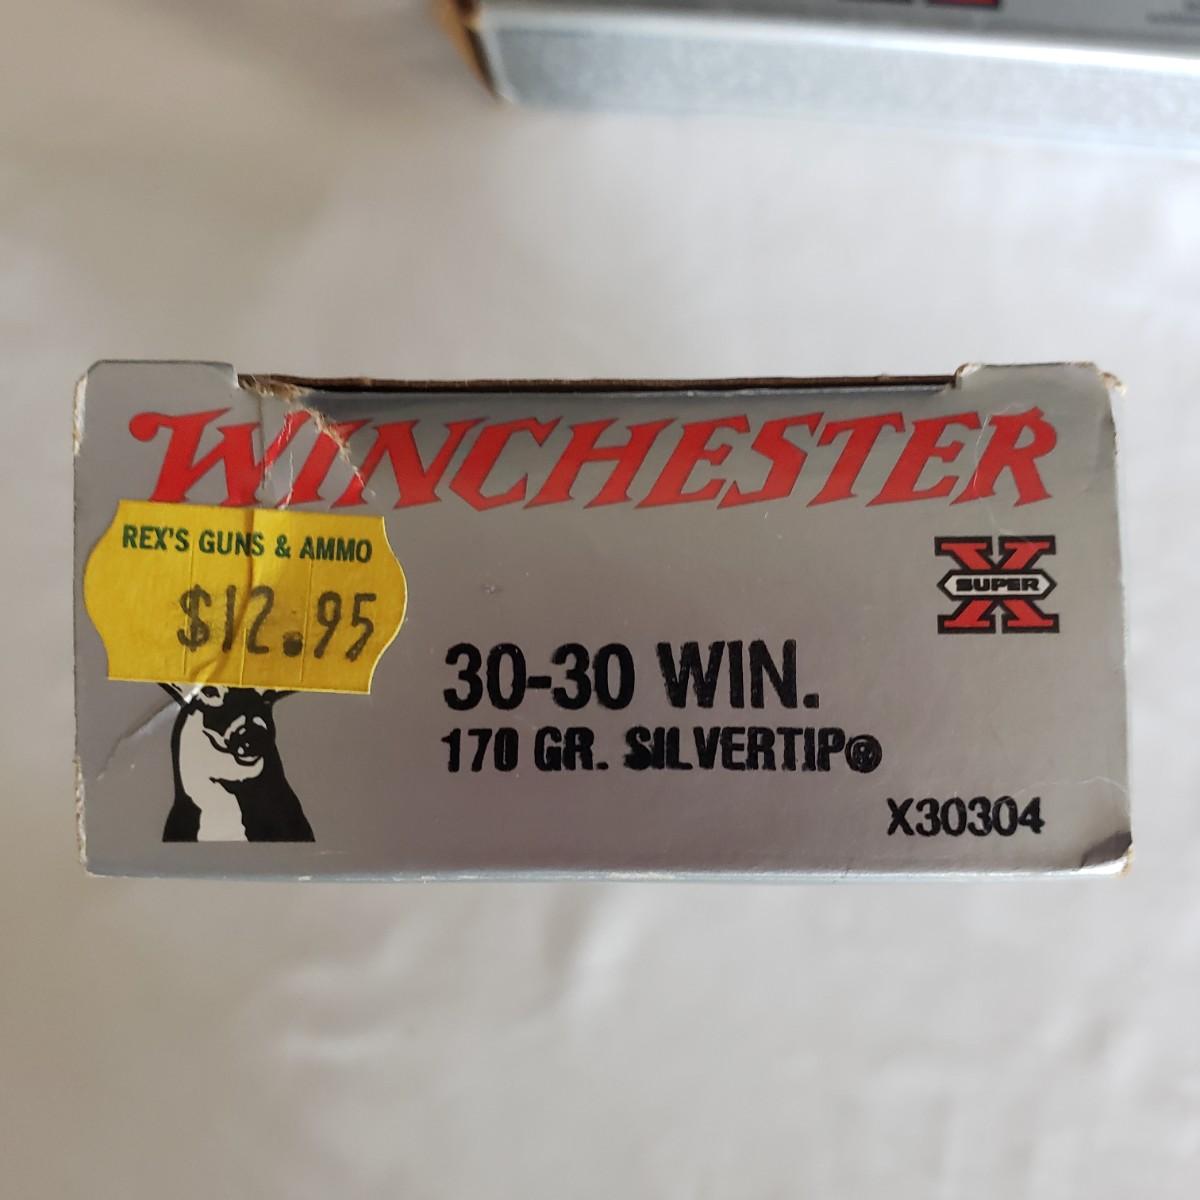 WINCHESTER
REX'S GUNS & AMMO
$12.95
X
SUPER
30-30 WIN.
170 GR. SILVERTIP®
X30304